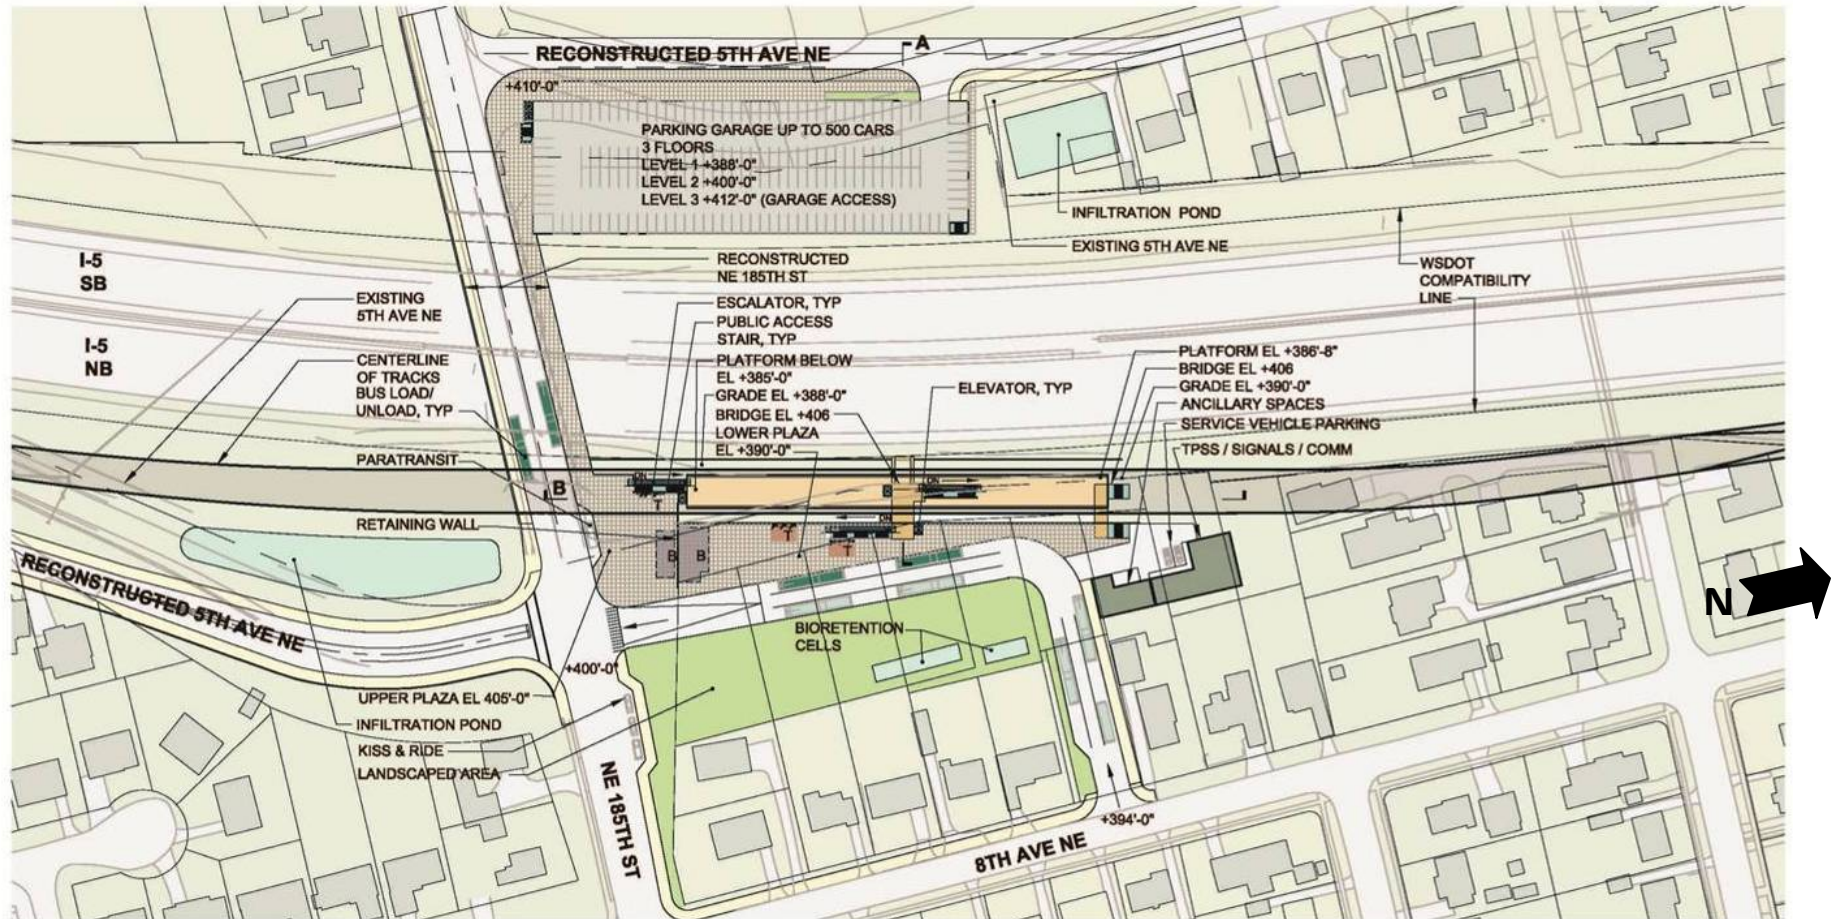 RECONSTRUCTED 5TH AVE NE
A
+410'-0"
PARKING GARAGE UP TO 500 CARS
3 FLOORS
LEVEL 1 +388'-0"
LEVEL 2 +400'-0"
LEVEL 3 +412'-0" (GARAGE ACCESS)
INFILTRATION POND
EXISTING 5TH AVE NE
WSDOT
COMPATIBILITY
LINE
I-5
SB
I-5
NB
RECONSTRUCTED
NE 185TH ST
EXISTING
5TH AVE NE
ESCALATOR, TYP
PUBLIC ACCESS
STAIR, TYP
CENTERLINE
OF TRACKS
BUS LOAD/
UNLOAD, TYP
PLATFORM BELOW
EL +385'-0"
GRADE EL +388'-0"
BRIDGE EL +406
LOWER PLAZA
EL +390'-0"
ELEVATOR, TYP
PLATFORM EL +386'-8"
BRIDGE EL +406
GRADE EL +390'-0"
ANCILLARY SPACES
SERVICE VEHICLE PARKING
TPSS / SIGNALS / COMM
PARATRANSIT
B
DN
DN
T
DN
RETAINING WALL
T
T
B
B
RECONSTRUCTED 5TH AVE NE
N
BIORETENTION
CELLS
+400'-0"
UPPER PLAZA EL 405'-0"
INFILTRATION POND
KISS & RIDE
LANDSCAPED AREA
NE 185TH ST
+394'-0"
8TH AVE NE